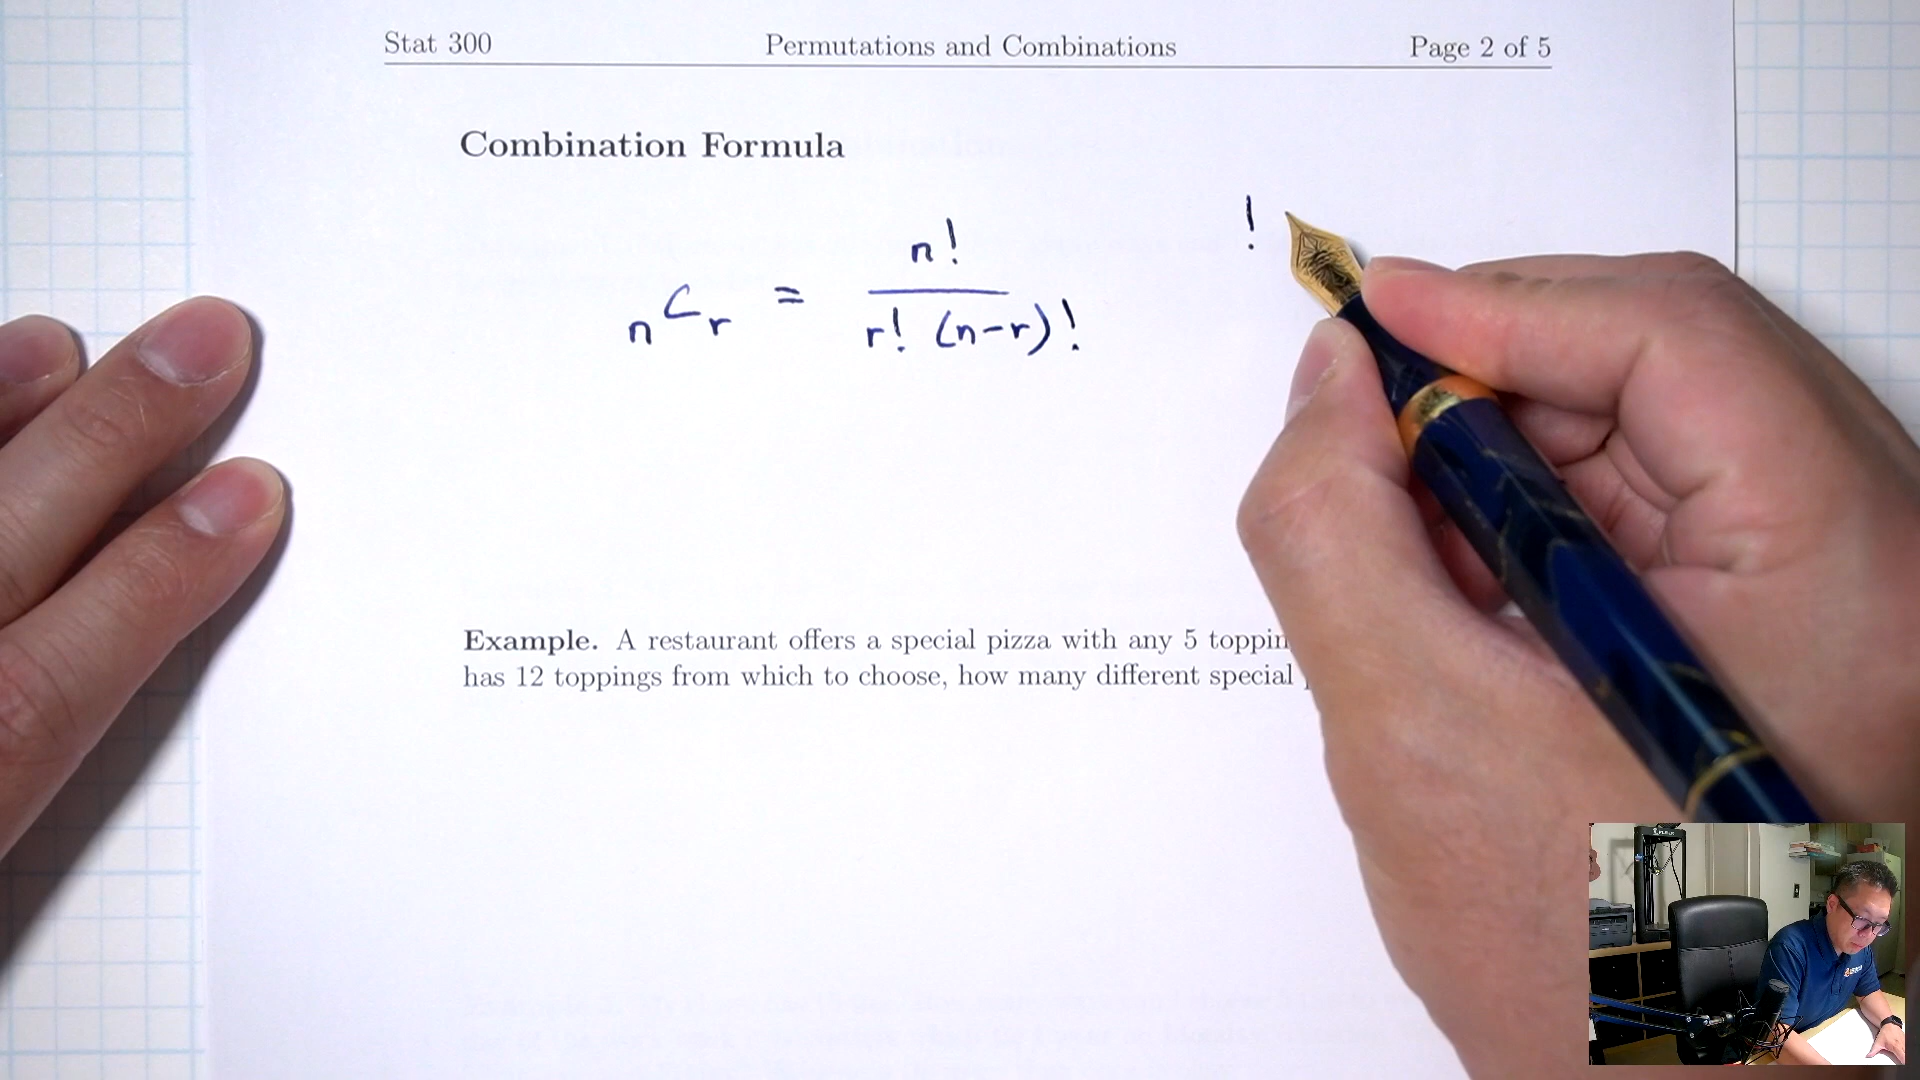 Stat 300 Permutations and Combinations Page 2 of 5
Combination Formula
nCr = n! / r! (n-r)!
!
Example. A restaurant offers a special pizza with any 5
has 12 toppings from which to choose, how many different special